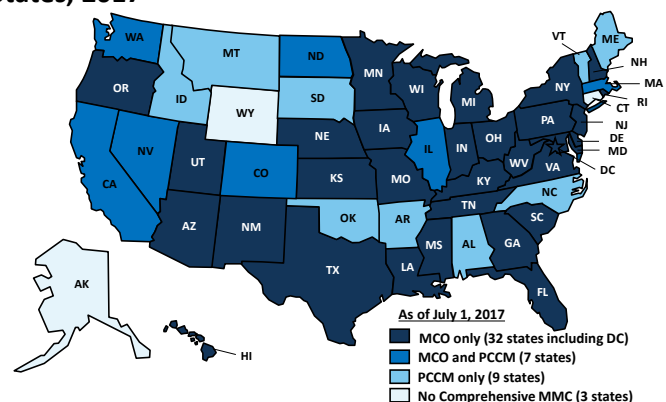 States, 2017
WA
MT
ND
VT
ME
OR
ID
SD
MN
WI
MI
NY
NH
MA
RI
CT
WY
NE
IA
PA
NJ
DE
MD
DC
NV
UT
CO
IL
IN
OH
WV
VA
CA
KS
MO
KY
NC
AZ
NM
OK
AR
TN
SC
MS
AL
GA
TX
LA
FL
AK
HI
As of July 1, 2017
MCO only (32 states including DC)
MCO and PCCM (7 states)
PCCM only (9 states)
No Comprehensive MMC (3 states)